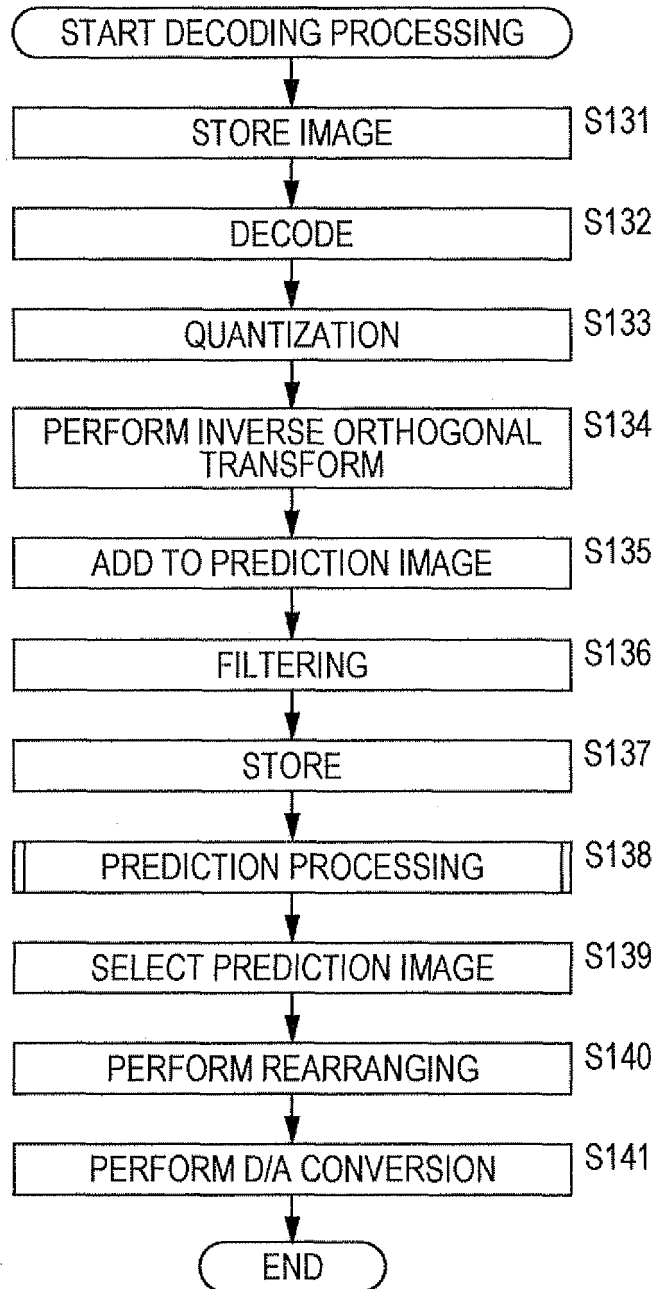 START DECODING PROCESSING
STORE IMAGE
S131
DECODE
S132
QUANTIZATION
S133
PERFORM INVERSE ORTHOGONAL
TRANSFORM
S134
ADD TO PREDICTION IMAGE
S135
FILTERING
S136
STORE
S137
PREDICTION PROCESSING
S138
SELECT PREDICTION IMAGE
S139
PERFORM REARRANGING
S140
PERFORM D/A CONVERSION
S141
END